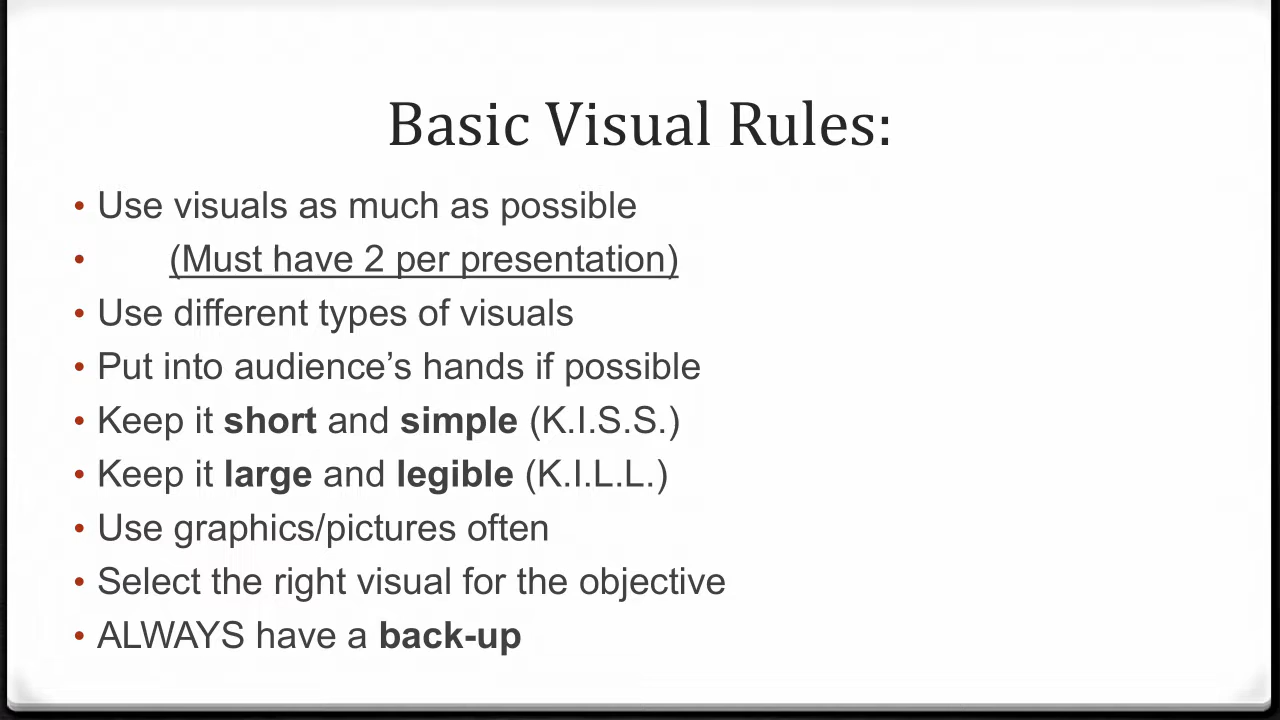 Basic Visual Rules:
• Use visuals as much as possible
• (Must have 2 per presentation)
• Use different types of visuals
• Put into audience’s hands if possible
• Keep it short and simple (K.I.S.S.)
• Keep it large and legible (K.I.L.L.)
• Use graphics/pictures often
• Select the right visual for the objective
• ALWAYS have a back-up